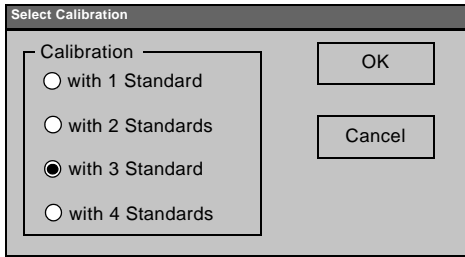 Select Calibration
Calibration
with 1 Standard
with 2 Standards
with 3 Standard
with 4 Standards
OK
Cancel